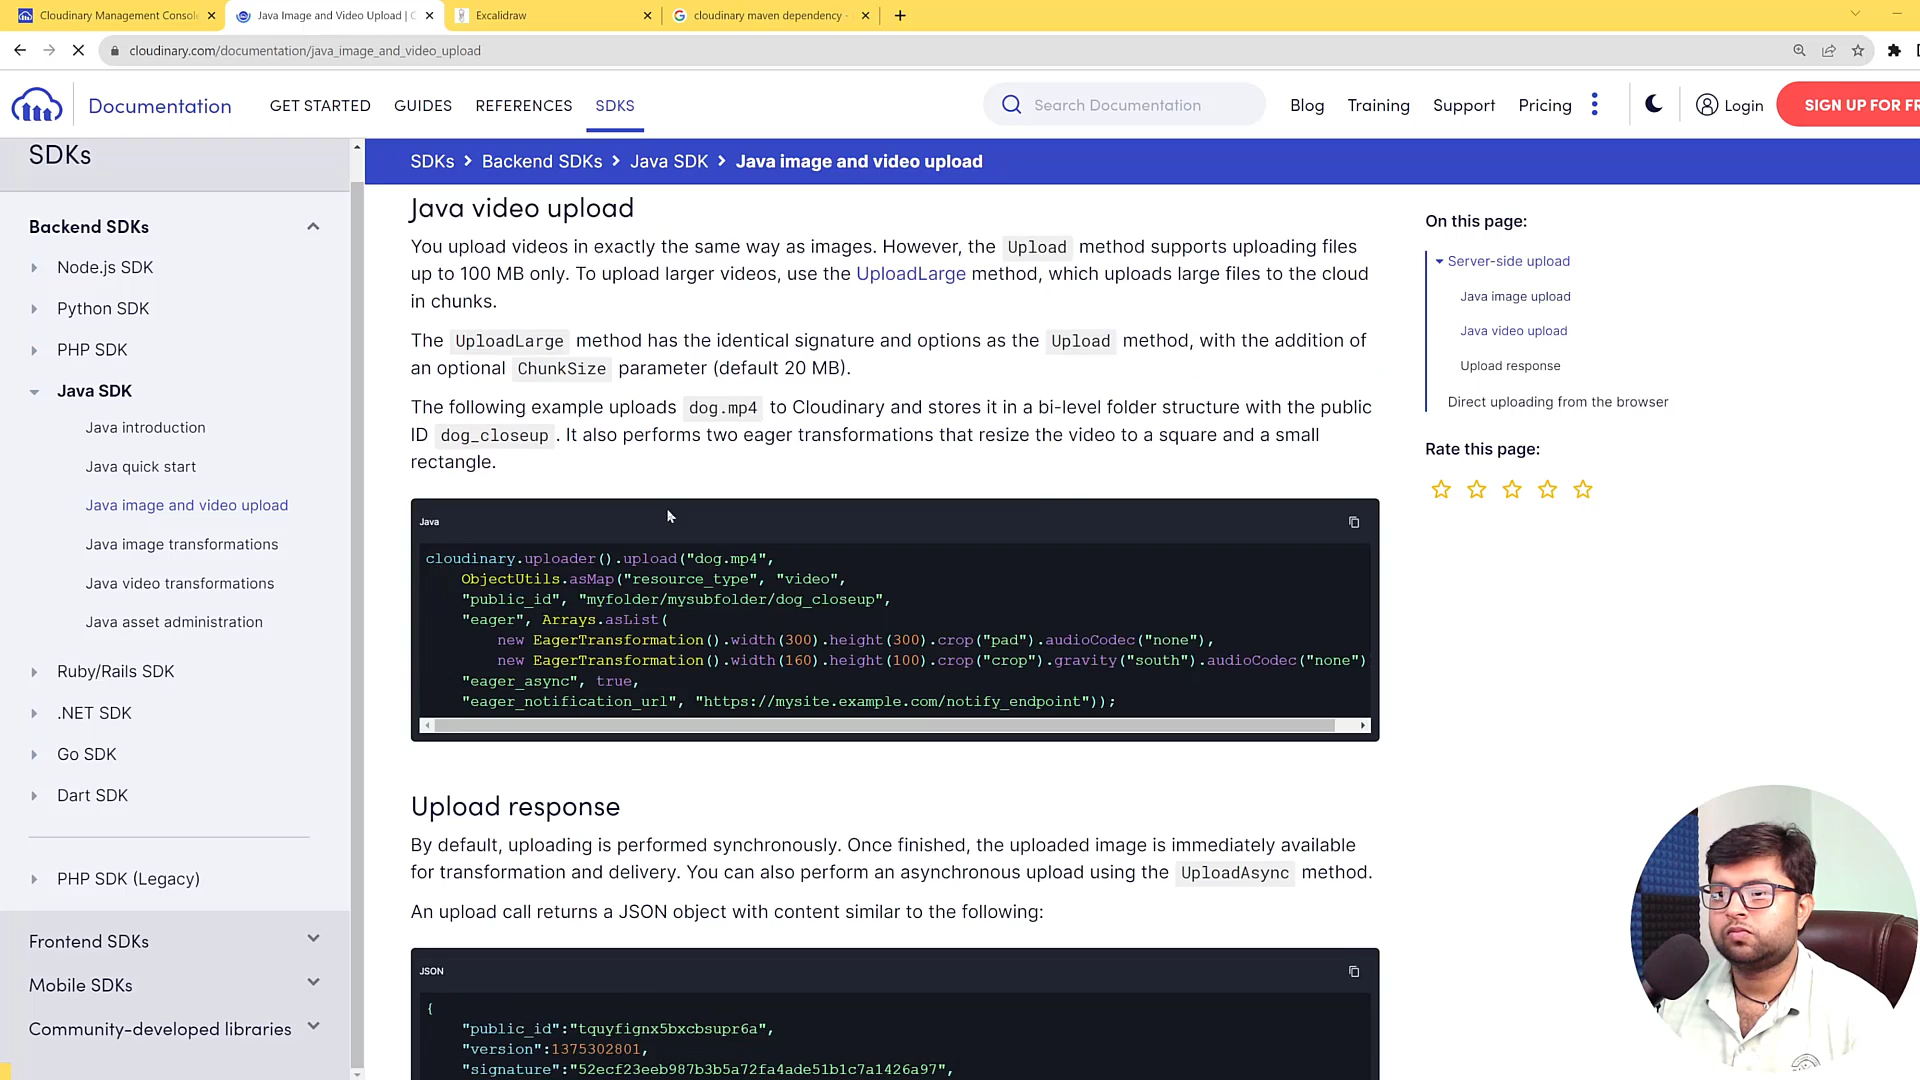 Cloudinary Management Consol
Java Image and Video Upload | C
Excalidraw
cloudinary maven dependency -
cloudinary.com/documentation/java_image_and_video_upload
Documentation
GET STARTED
GUIDES
REFERENCES
SDKS
Search Documentation
Blog
Training
Support
Pricing
Login
SIGN UP FOR FR
SDKs
SDKs > Backend SDKs > Java SDK > Java image and video upload
Backend SDKs
Node.js SDK
Python SDK
PHP SDK
Java SDK
Java introduction
Java quick start
Java image and video upload
Java image transformations
Java video transformations
Java asset administration
Ruby/Rails SDK
.NET SDK
Go SDK
Dart SDK
PHP SDK (Legacy)
Frontend SDKs
Mobile SDKs
Community-developed libraries
Java video upload
You upload videos in exactly the same way as images. However, the Upload method supports uploading files
up to 100 MB only. To upload larger videos, use the UploadLarge method, which uploads large files to the cloud
in chunks.
The UploadLarge method has the identical signature and options as the Upload method, with the addition of
an optional ChunkSize parameter (default 20 MB).
The following example uploads dog.mp4 to Cloudinary and stores it in a bi-level folder structure with the public
ID dog_closeup. It also performs two eager transformations that resize the video to a square and a small
rectangle.
Java
cloudinary.uploader().upload("dog.mp4",
ObjectUtils.asMap("resource_type", "video",
"public_id", "myfolder/mysubfolder/dog_closeup",
"eager", Arrays.asList(
new EagerTransformation().width(300).height(300).crop("pad").audioCodec("none"),
new EagerTransformation().width(160).height(100).crop("crop").gravity("south").audioCodec("none")
"eager_async", true,
"eager_notification_url", "https://mysite.example.com/notify_endpoint"));
Upload response
By default, uploading is performed synchronously. Once finished, the uploaded image is immediately available
for transformation and delivery. You can also perform an asynchronous upload using the UploadAsync method.
An upload call returns a JSON object with content similar to the following:
JSON
{
"public_id":"tquyfignx5bxcbsupr6a",
"version":1375302801,
"signature":"52ecf23eeb987b3b5a72fa4ade51b1c7a1426a97",
On this page:
Server-side upload
Java image upload
Java video upload
Upload response
Direct uploading from the browser
Rate this page: